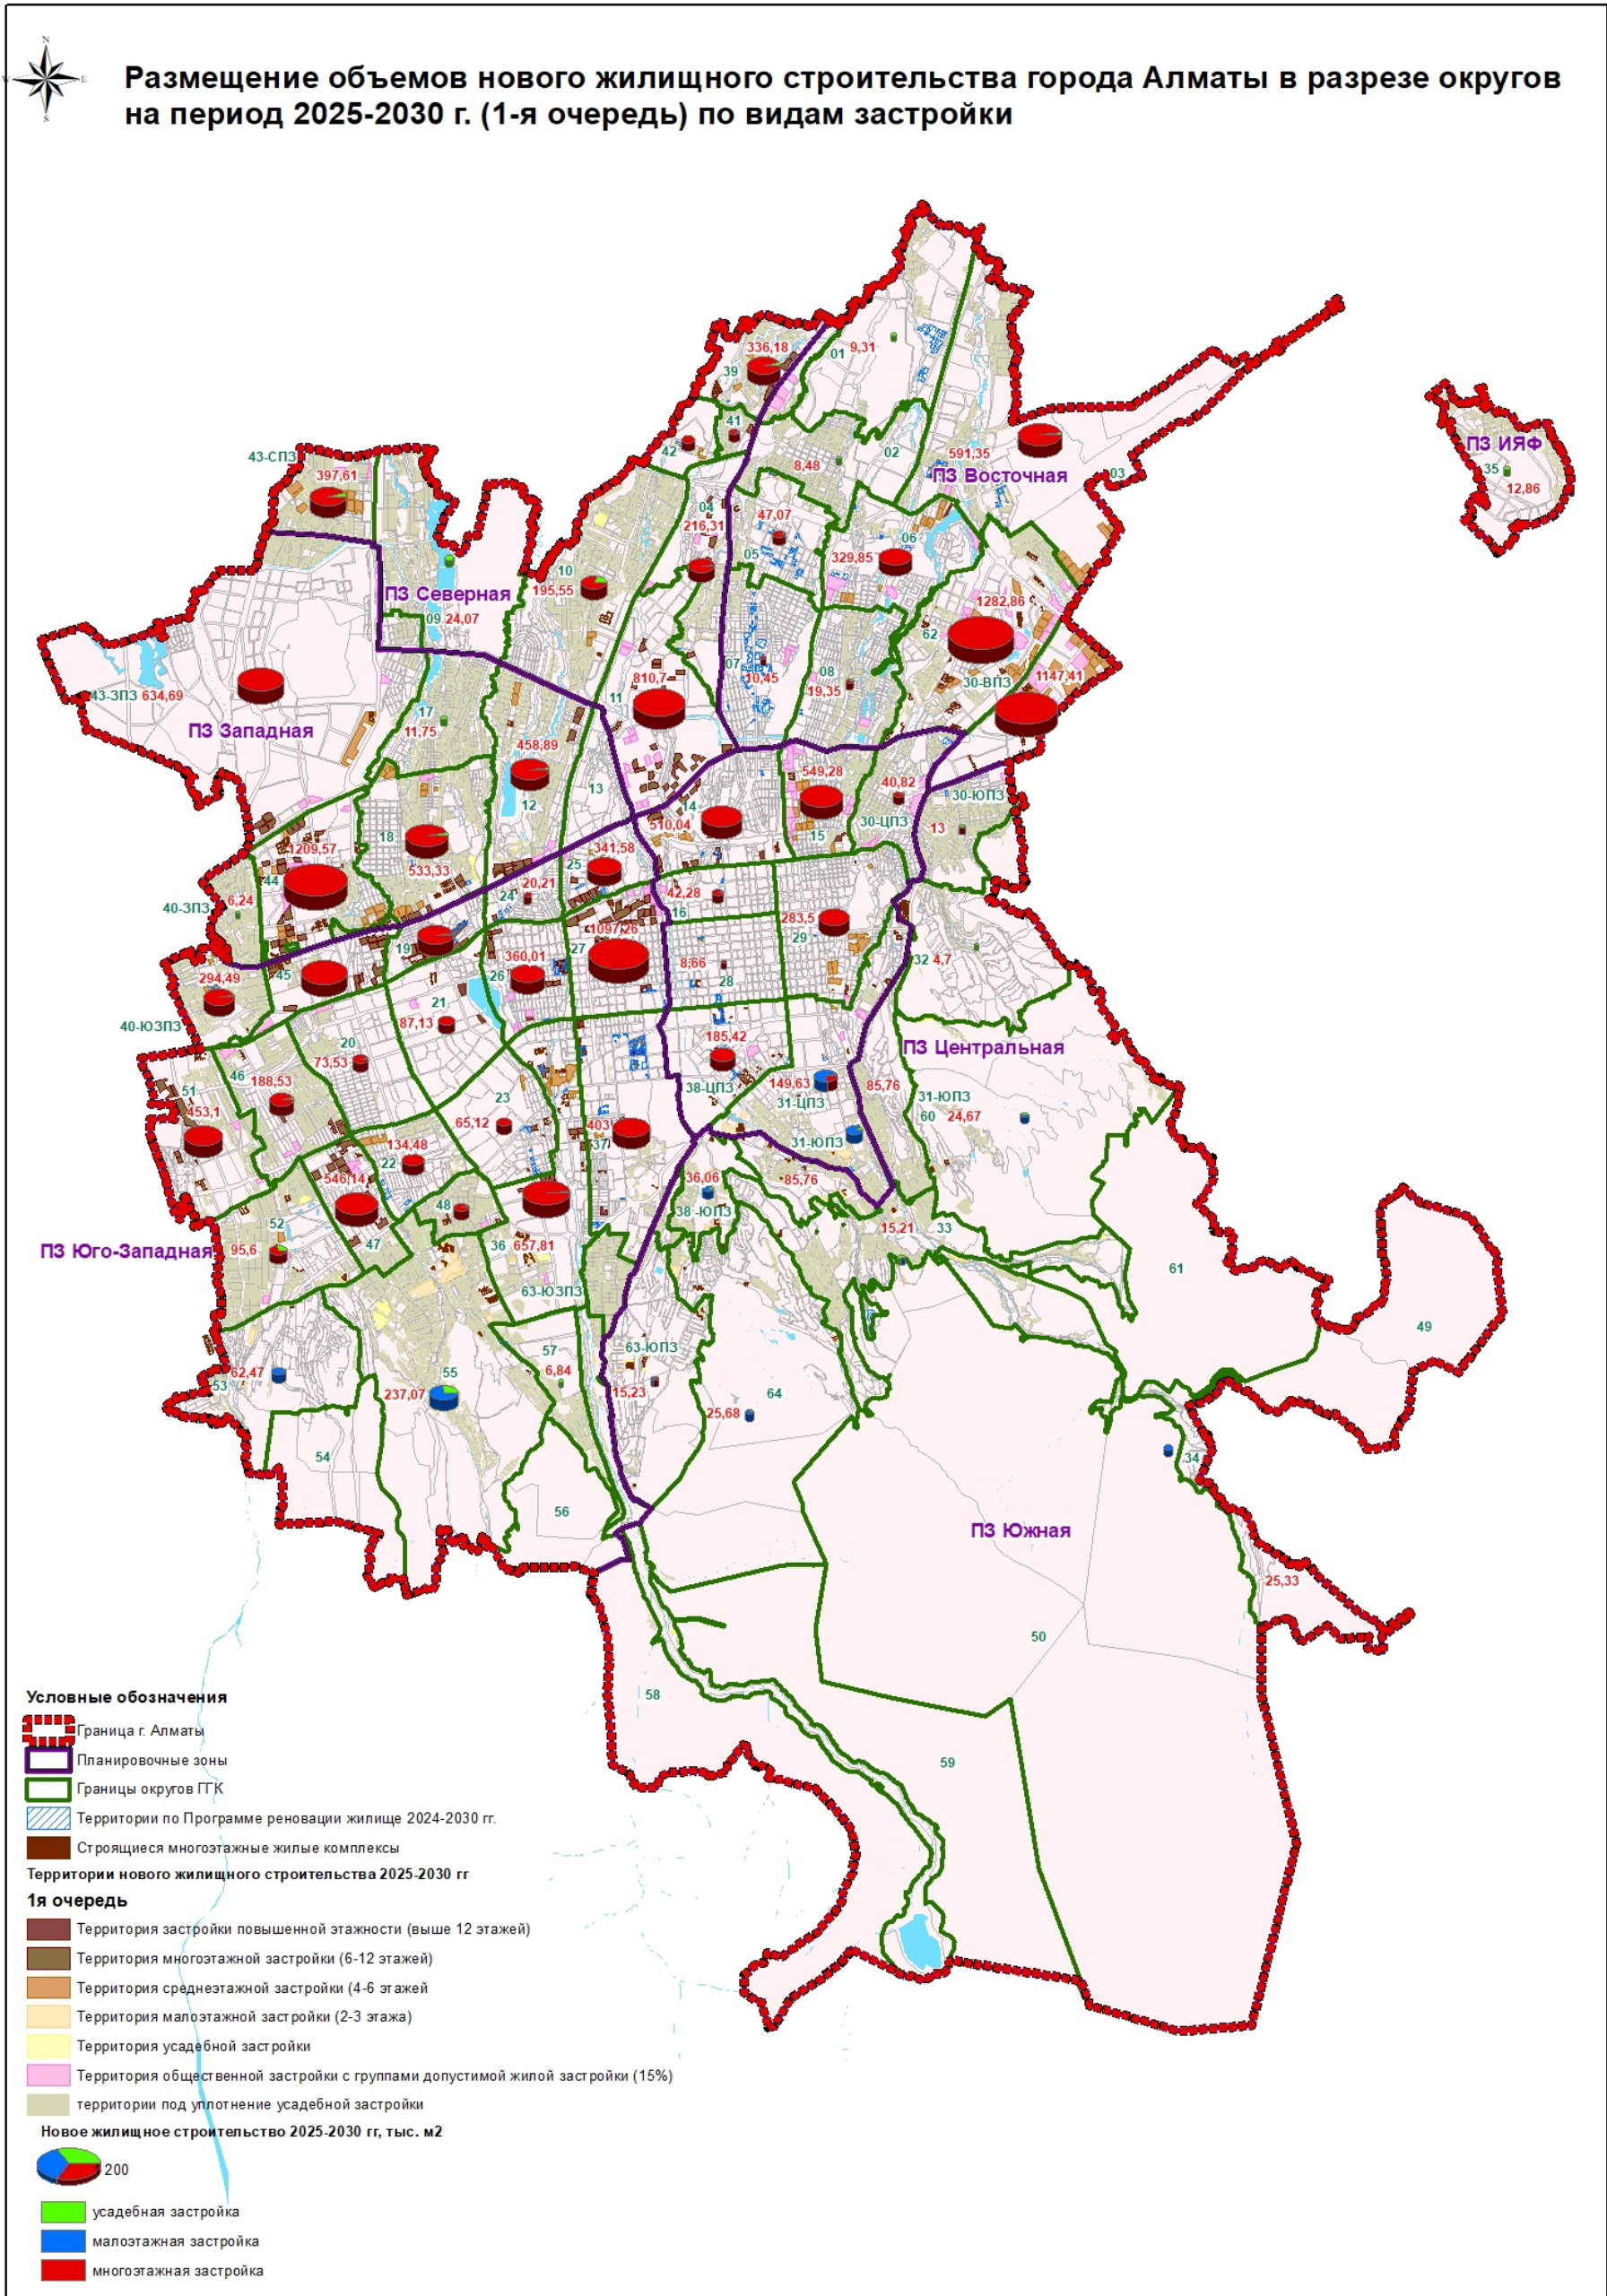 N
W
E
S
Размещение объемов нового жилищного строительства города Алматы в разрезе округов
на период 2025-2030 г. (1-я очередь) по видам застройки
336,18
01 9,31
39
41
42
02
8,48
591,35
ПЗ Восточная
03
ПЗ ИЯФ
35
12,86
43-СПЗ
397,61
04
216,31
47,07
05
06
329,85
10
195,55
ПЗ Северная
09 24,07
1282,86
62
07
10,45
08
19,35
30-ВПЗ
1147,41
43-ЗПЗ 634,69
ПЗ Западная
17
11,75
11
810,7
458,89
12
13
14
510,04
549,28
15
40,82
30-ЦПЗ
30-ЮПЗ
13
18
533,33
1209,57
44
341,58
25
20,21
24
40-ЗПЗ
6,24
42,28
16
283,5
29
19
1097,26
27
360,01
26
8,66
28
32 4,7
294,49
45
40-ЮЗПЗ
21
87,13
20
73,53
185,42
38-ЦПЗ
149,63
31-ЦПЗ
ПЗ Центральная
85,76
31-ЮПЗ
60 24,67
46
188,53
51
453,1
23
65,12
403
37
31-ЮПЗ
85,76
134,48
22
546,14
36,06
38 -ЮПЗ
48
47
52
95,6
ПЗ Юго-Западная
36 657,81
63-ЮЗПЗ
15,21
33
61
49
57
6,84
63-ЮПЗ
15,23
64
25,68
62,47
53
55
237,07
54
56
34
ПЗ Южная
25,33
50
58
59
Условные обозначения
Граница г. Алматы
Планировочные зоны
Границы округов ГГК
Территории по Программе реновации жилище 2024-2030 гг.
Строящиеся многоэтажные жилые комплексы
Территории нового жилищного строительства 2025-2030 гг
1я очередь
Территория застройки повышенной этажности (выше 12 этажей)
Территория многоэтажной застройки (6-12 этажей)
Территория среднеэтажной застройки (4-6 этажей
Территория малоэтажной застройки (2-3 этажа)
Территория усадебной застройки
Территория общественной застройки с группами допустимой жилой застройки (15%)
территории под уплотнение усадебной застройки
Новое жилищное строительство 2025-2030 гг, тыс. м2
200
усадебная застройка
малоэтажная застройка
многоэтажная застройка